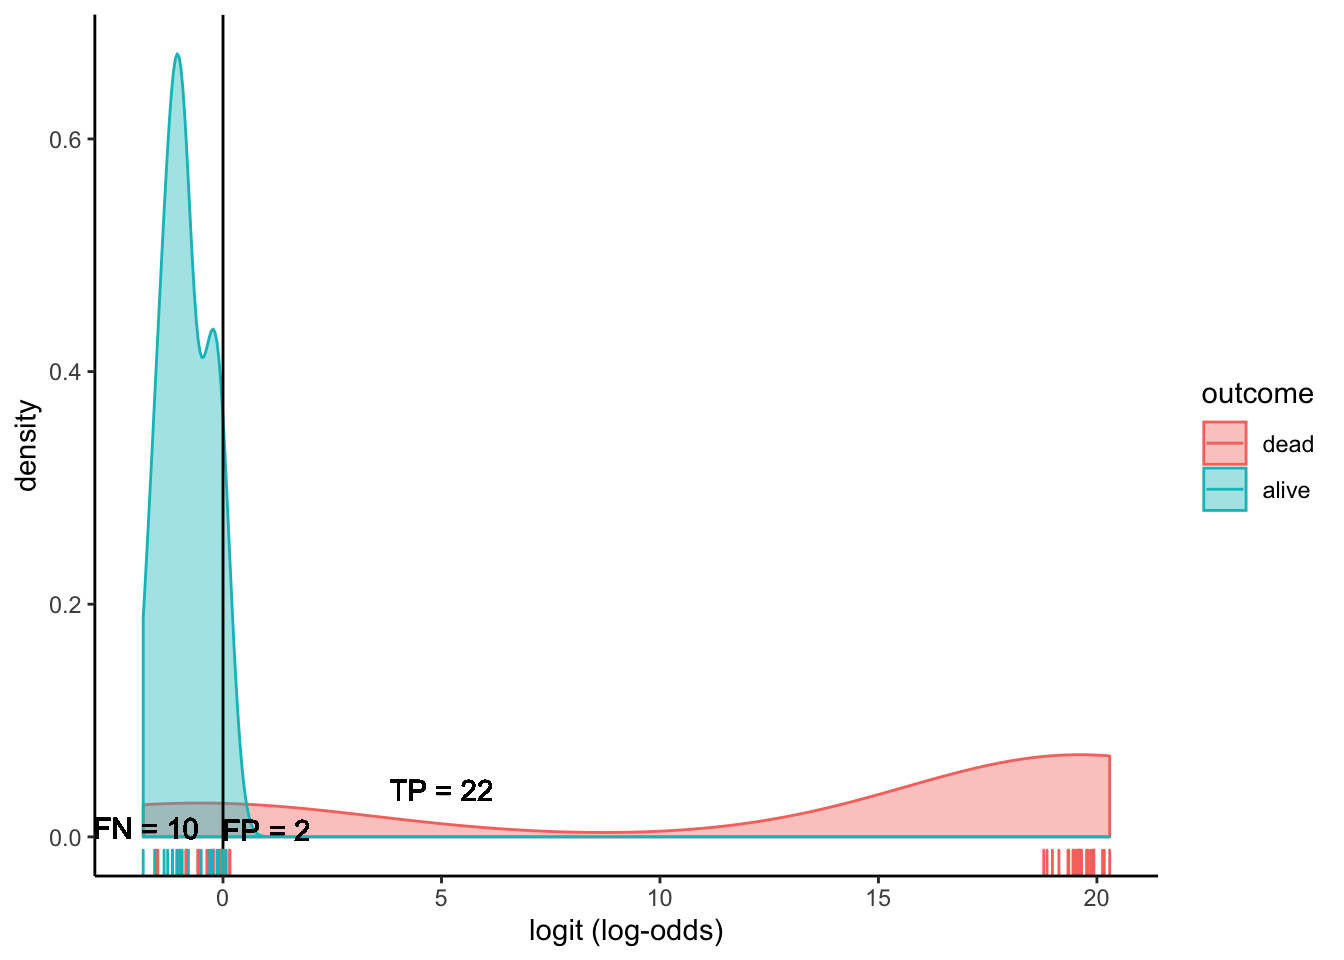 0.6
0.4
0.2
0.0
density
TP = 22
FN = 10
FP = 2
0
5
10
15
20
logit (log-odds)
outcome
dead
alive